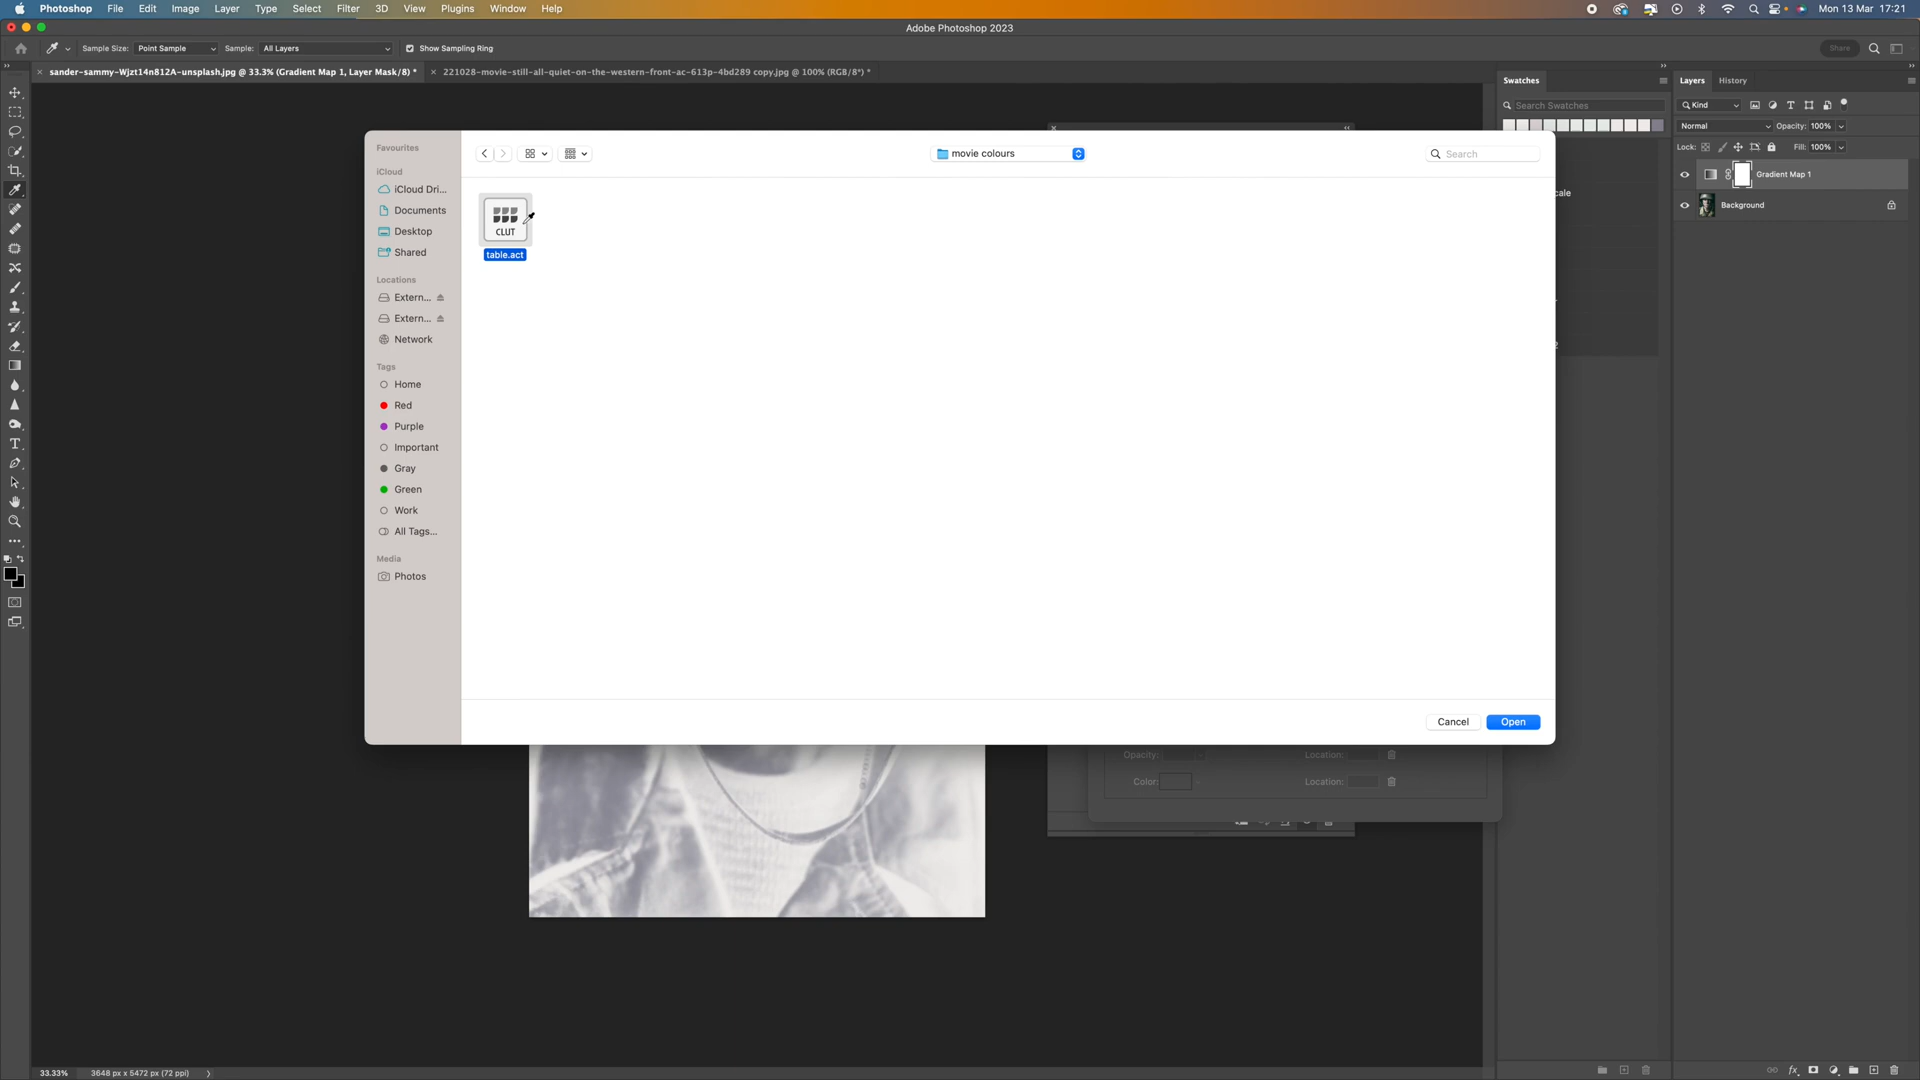 Photoshop File Edit Image Layer Type Select Filter 3D View Plugins Window Help Mon 13 Mar 17:21
Adobe Photoshop 2023
Sample Size: Point Sample Sample: All Layers Show Sampling Ring Share
sander-sammy-Wjzt14n812A-unsplash.jpg @ 33.3% (Gradient Map 1, Layer Mask/8) * 221028-movie-still-all-quiet-on-the-western-front-ac-613p-4bd289 copy.jpg @ 100% (RGB/8*) *
Swatches
Layers History
Search Swatches
Kind
Normal Opacity: 100%
Lock: Fill: 100%
Gradient Map 1
Background
Favourites
iCloud
iCloud Dri...
Documents
Desktop
Shared
Locations
Extern...
Extern...
Network
Tags
Home
Red
Purple
Important
Gray
Green
Work
All Tags...
Media
Photos
movie colours
Search
CLUT
table.act
Cancel Open
Opacity: Location:
Color: Location:
33.33% 3648 px x 5472 px (72 ppi)